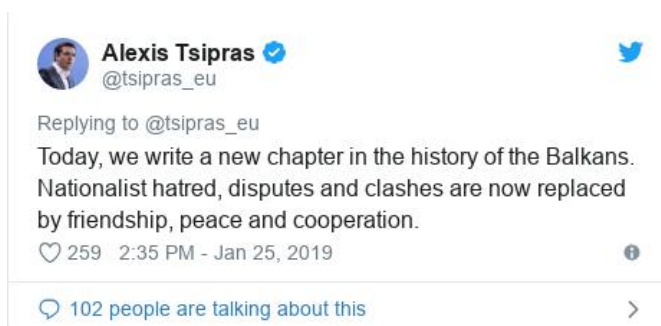 Alexis Tsipras
@tsipras_eu
Replying to @tsipras_eu
Today, we write a new chapter in the history of the Balkans.
Nationalist hatred, disputes and clashes are now replaced
by friendship, peace and cooperation.
259 2:35 PM - Jan 25, 2019
102 people are talking about this